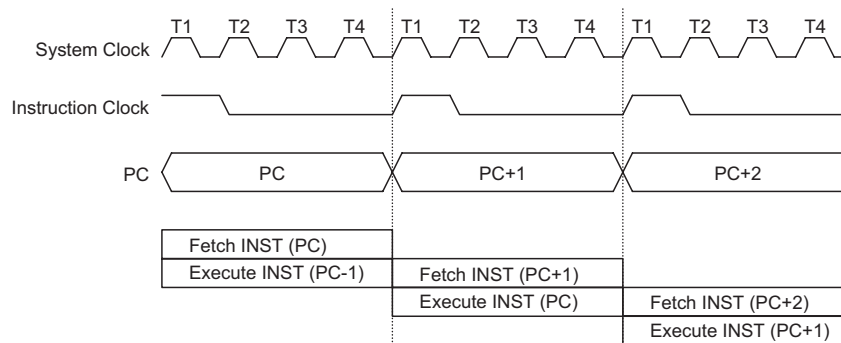 T1 T2 T3 T4 T1 T2 T3 T4 T1 T2 T3 T4
System Clock
Instruction Clock
PC PC PC+1 PC+2
Fetch INST (PC)
Execute INST (PC-1) Fetch INST (PC+1)
Execute INST (PC) Fetch INST (PC+2)
Execute INST (PC+1)